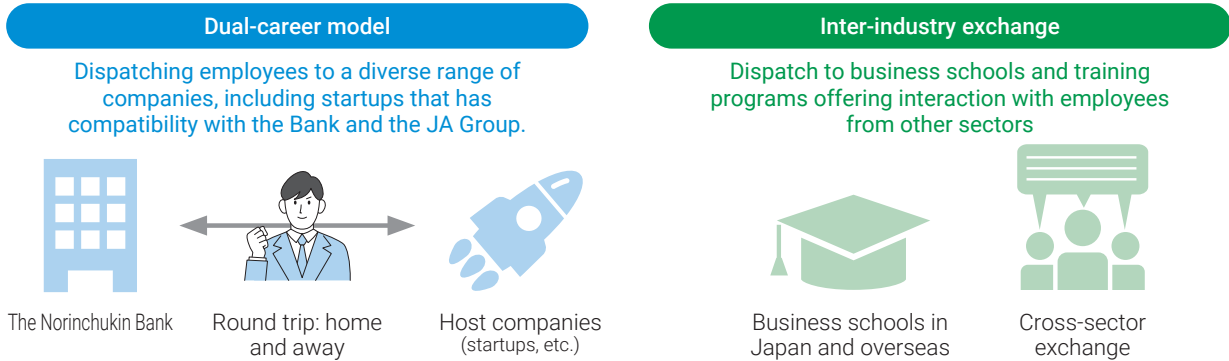 Dual-career model
Dispatching employees to a diverse range of
companies, including startups that has
compatibility with the Bank and the JA Group.
The Norinchukin Bank
Round trip: home
and away
Host companies
(startups, etc.)
Inter-industry exchange
Dispatch to business schools and training
programs offering interaction with employees
from other sectors
Business schools in
Japan and overseas
Cross-sector
exchange